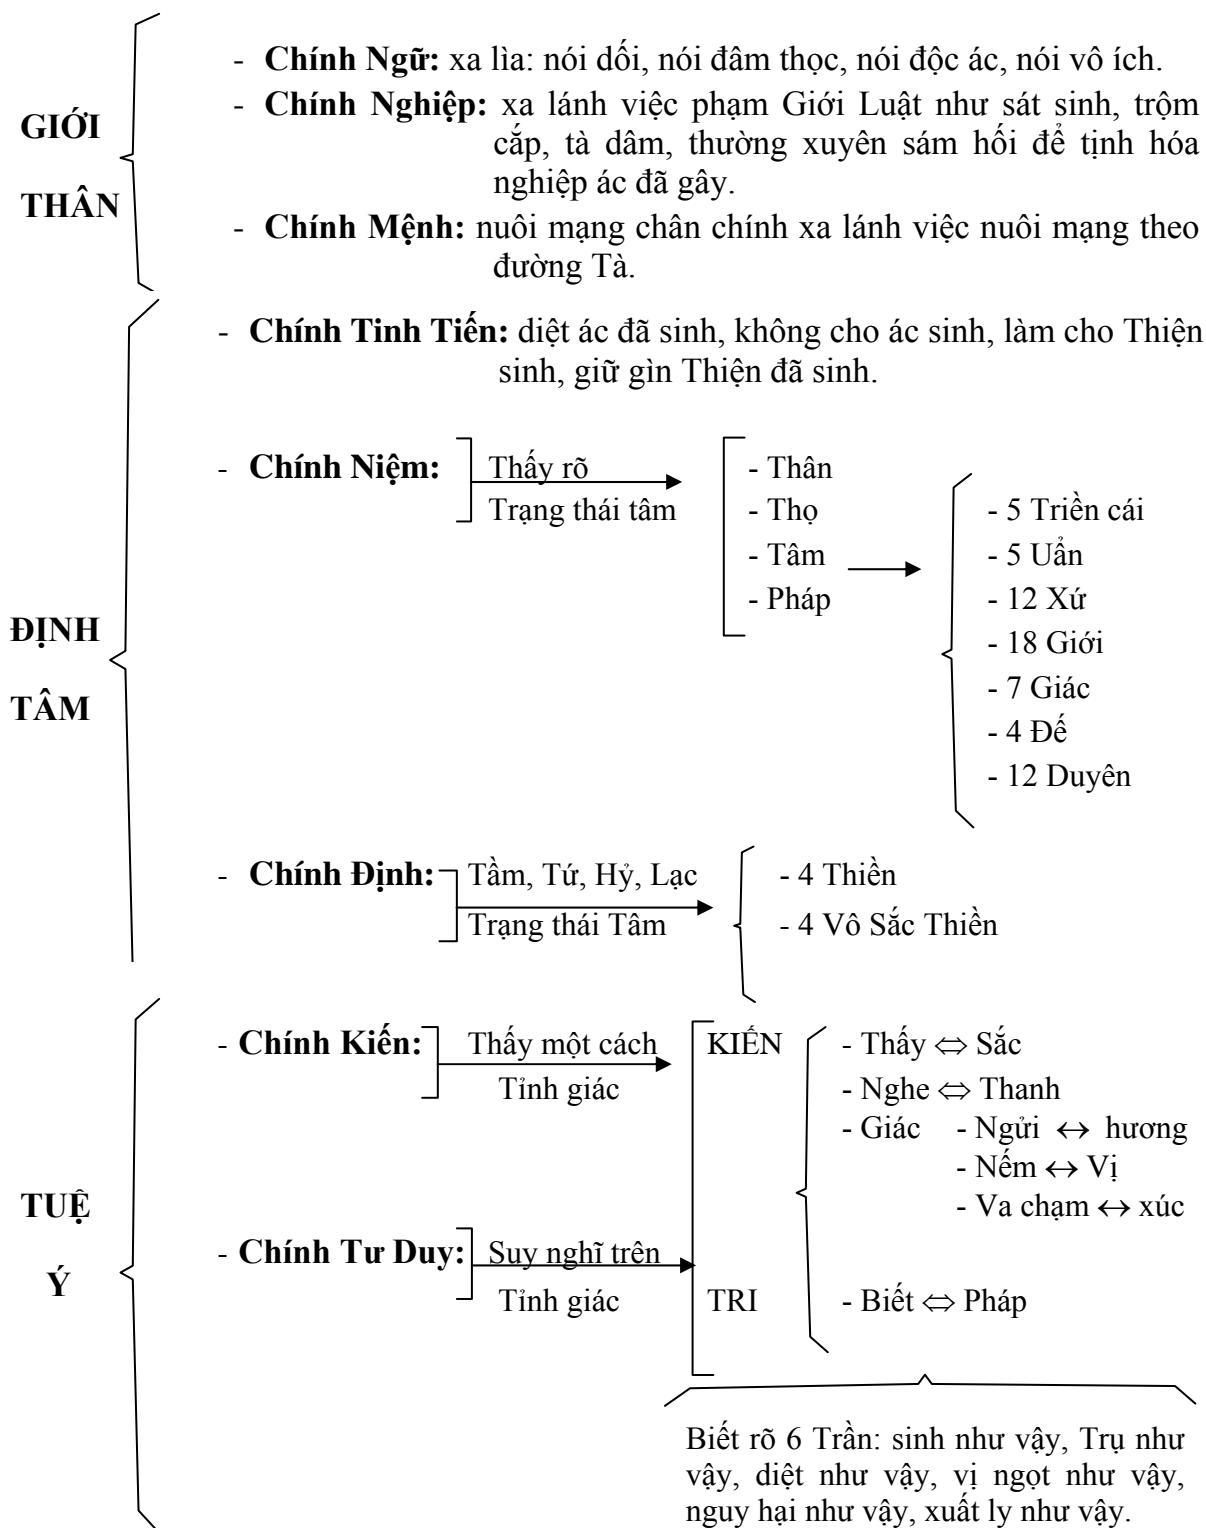 - Chính Ngữ: xa lìa: nói dối, nói đâm thọc, nói độc ác, nói vô ích.
- Chính Nghiệp: xa lánh việc phạm Giới Luật như sát sinh, trộm
cắp, tà dâm, thường xuyên sám hối để tịnh hóa
nghiệp ác đã gây.
- Chính Mệnh: nuôi mạng chân chính xa lánh việc nuôi mạng theo
đường Tà.
GIỚI
THÂN
- Chính Tinh Tiến: diệt ác đã sinh, không cho ác sinh, làm cho Thiện
sinh, giữ gìn Thiện đã sinh.
- Chính Niệm:
Thấy rõ
Trạng thái tâm
- Thân
- Thọ
- Tâm
- Pháp
- 5 Triền cái
- 5 Uẩn
- 12 Xứ
- 18 Giới
- 7 Giác
- 4 Đế
- 12 Duyên
ĐỊNH
TÂM
- Chính Định:
Tầm, Tứ, Hỷ, Lạc
Trạng thái Tâm
- 4 Thiền
- 4 Vô Sắc Thiền
- Chính Kiến:
Thấy một cách
Tỉnh giác
KIẾN
- Thấy ⇔ Sắc
- Nghe ⇔ Thanh
- Giác - Ngửi ↔ hương
- Nếm ↔ Vị
- Va chạm ↔ xúc
TUỆ
Ý
- Chính Tư Duy:
Suy nghĩ trên
Tỉnh giác
TRI
- Biết ⇔ Pháp
Biết rõ 6 Trần: sinh như vậy, Trụ như
vậy, diệt như vậy, vị ngọt như vậy,
nguy hại như vậy, xuất ly như vậy.